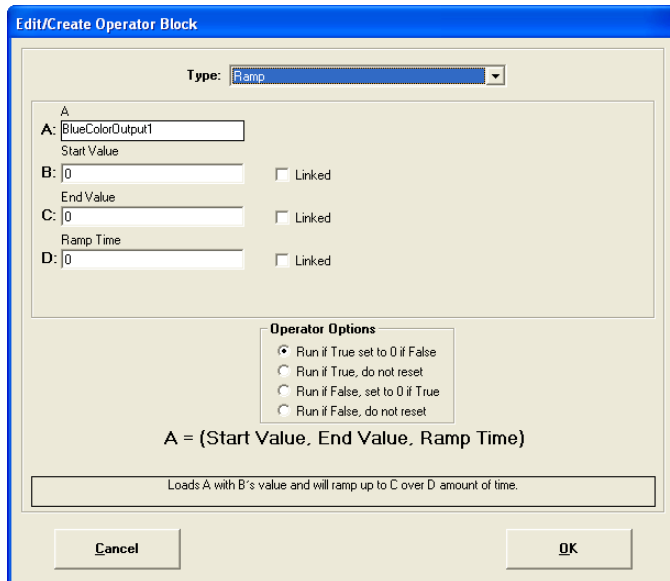 Edit/Create Operator Block
Type: Ramp
A
A: BlueColorOutput1
Start Value
B: 0 Linked
End Value
C: 0 Linked
Ramp Time
D: 0 Linked
Operator Options
Run if True set to 0 if False
Run if True, do not reset
Run if False, set to 0 if True
Run if False, do not reset
A = (Start Value, End Value, Ramp Time)
Loads A with B's value and will ramp up to C over D amount of time.
Cancel OK